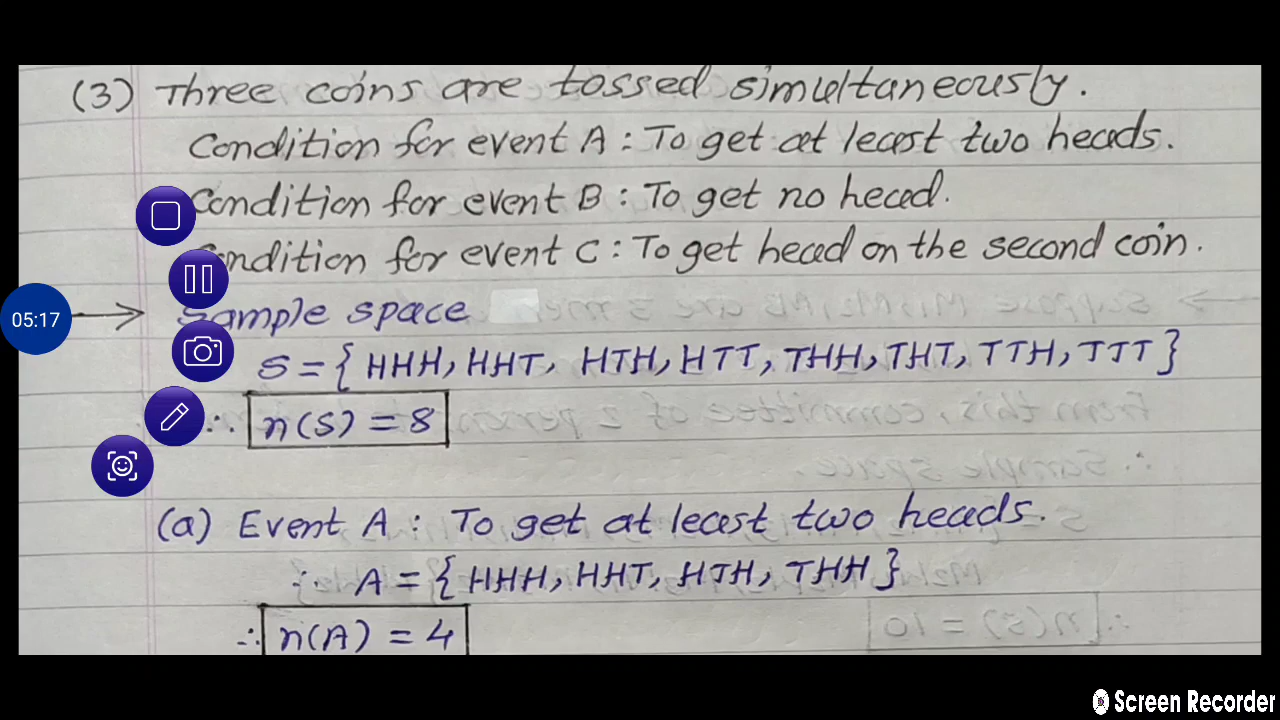 (3) Three coins are tossed simultaneously.
Condition for event A : To get at least two heads.
Condition for event B : To get no head.
Condition for event C : To get head on the second coin.
05:17
→ Sample space
S = { HHH, HHT, HTH, HTT, THH, THT, TTH, TTT }
∴ n(S) = 8
(a) Event A : To get at least two heads.
∴ A = { HHH, HHT, HTH, THH }
∴ n(A) = 4
Screen Recorder